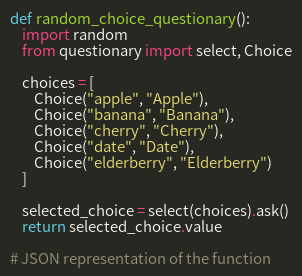 def random_choice_questionary():
    import random
    from questionary import select, Choice

    choices = [
        Choice("apple", "Apple"),
        Choice("banana", "Banana"),
        Choice("cherry", "Cherry"),
        Choice("date", "Date"),
        Choice("elderberry", "Elderberry")
    ]

    selected_choice = select(choices).ask()
    return selected_choice.value

# JSON representation of the function